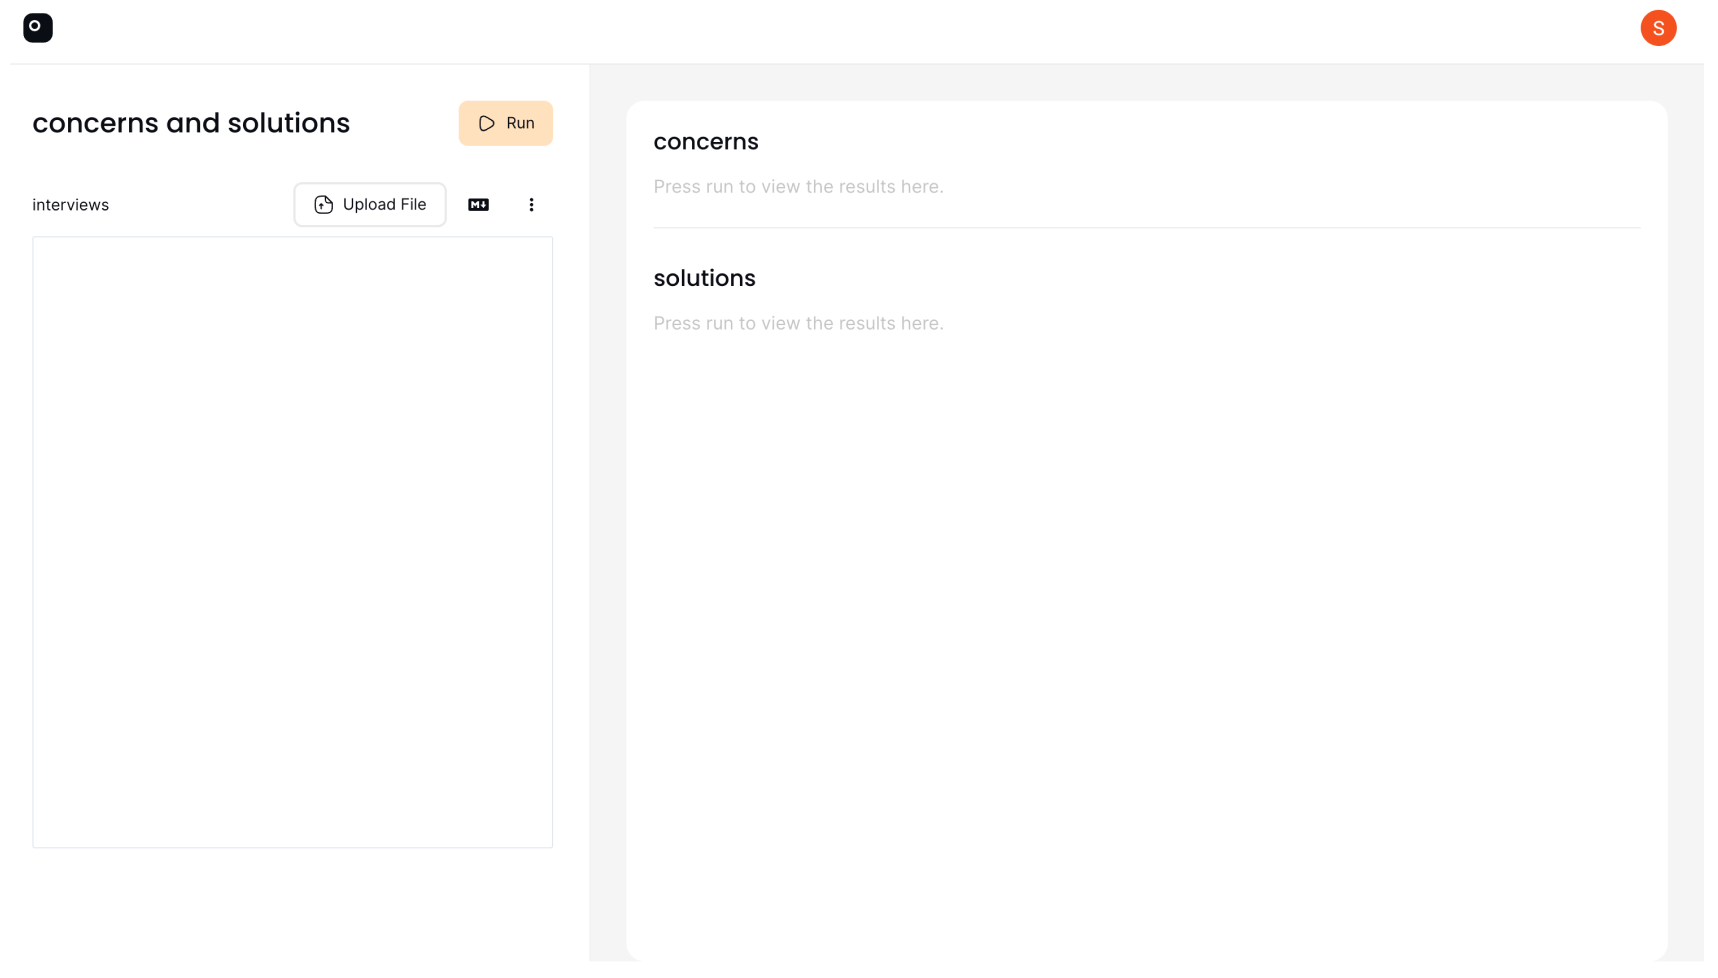 S
concerns and solutions
Run
interviews
Upload File
M
concerns
Press run to view the results here.
solutions
Press run to view the results here.